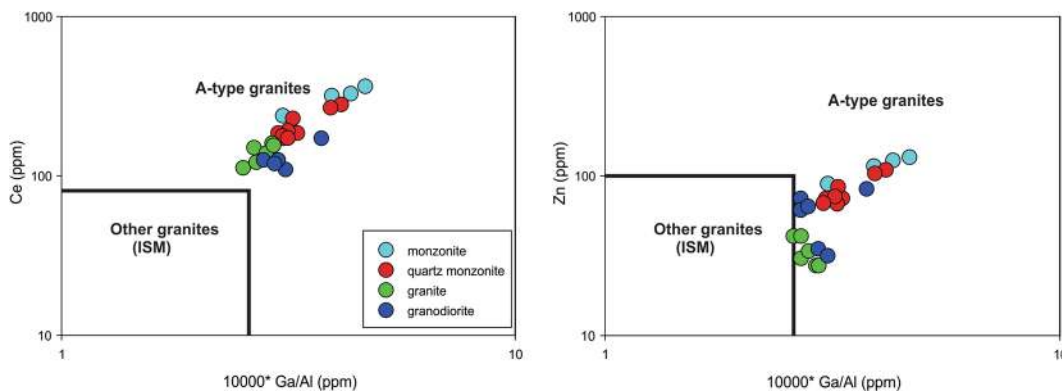 1000
100
10
Ce (ppm)
A-type granites
Other granites
(ISM)
monzonite
quartz monzonite
granite
granodiorite
1
10
10000* Ga/Al (ppm)
1000
100
10
Zn (ppm)
A-type granites
Other granites
(ISM)
1
10
10000* Ga/Al (ppm)